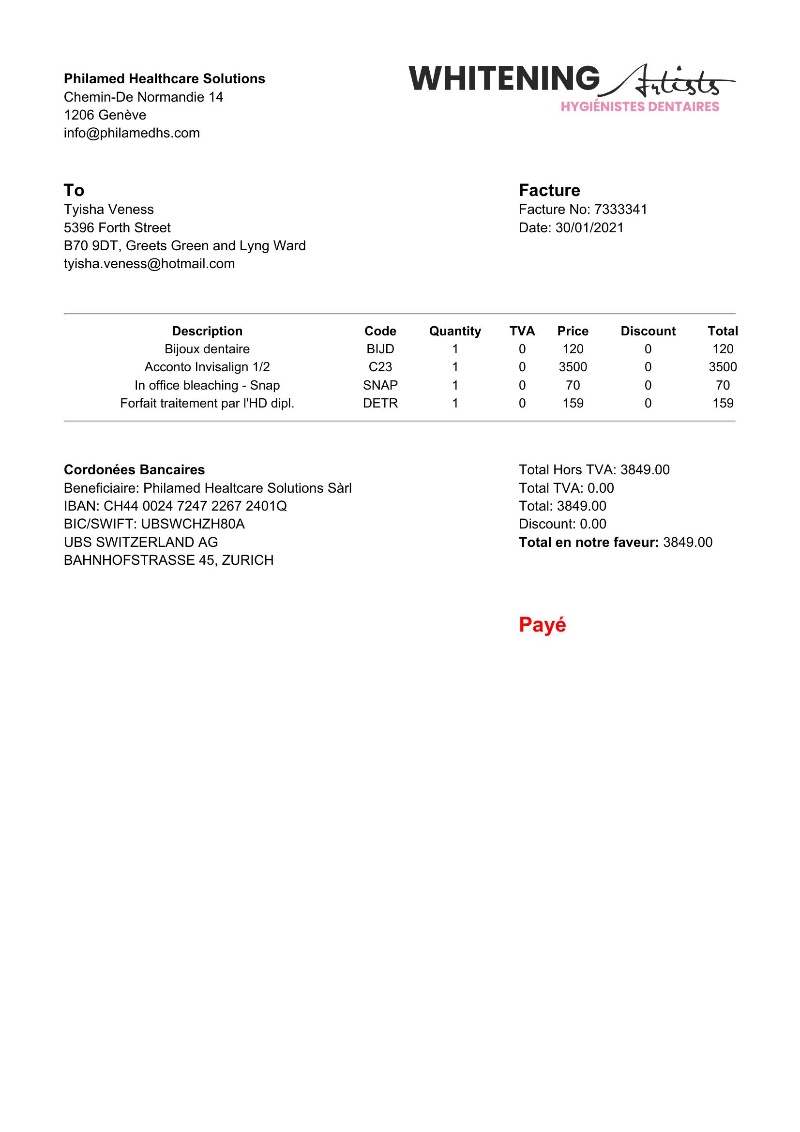 Philamed Healthcare Solutions
Chemin-De Normandie 14
1206 Genève
info@philamedhs.com
WHITENING Artists
HYGIÉNISTES DENTAIRES
To
Tyisha Veness
5396 Forth Street
B70 9DT, Greets Green and Lyng Ward
tyisha.veness@hotmail.com
Facture
Facture No: 7333341
Date: 30/01/2021
Description Code Quantity TVA Price Discount Total
Bijoux dentaire BIJD 1 0 120 0 120
Acconto Invisalign 1/2 C23 1 0 3500 0 3500
In office bleaching - Snap SNAP 1 0 70 0 70
Forfait traitement par l'HD dipl. DETR 1 0 159 0 159
Cordonées Bancaires
Beneficiaire: Philamed Healtcare Solutions Sàrl
IBAN: CH44 0024 7247 2267 2401Q
BIC/SWIFT: UBSWCHZH80A
UBS SWITZERLAND AG
BAHNHOFSTRASSE 45, ZURICH
Total Hors TVA: 3849.00
Total TVA: 0.00
Total: 3849.00
Discount: 0.00
Total en notre faveur: 3849.00
Payé